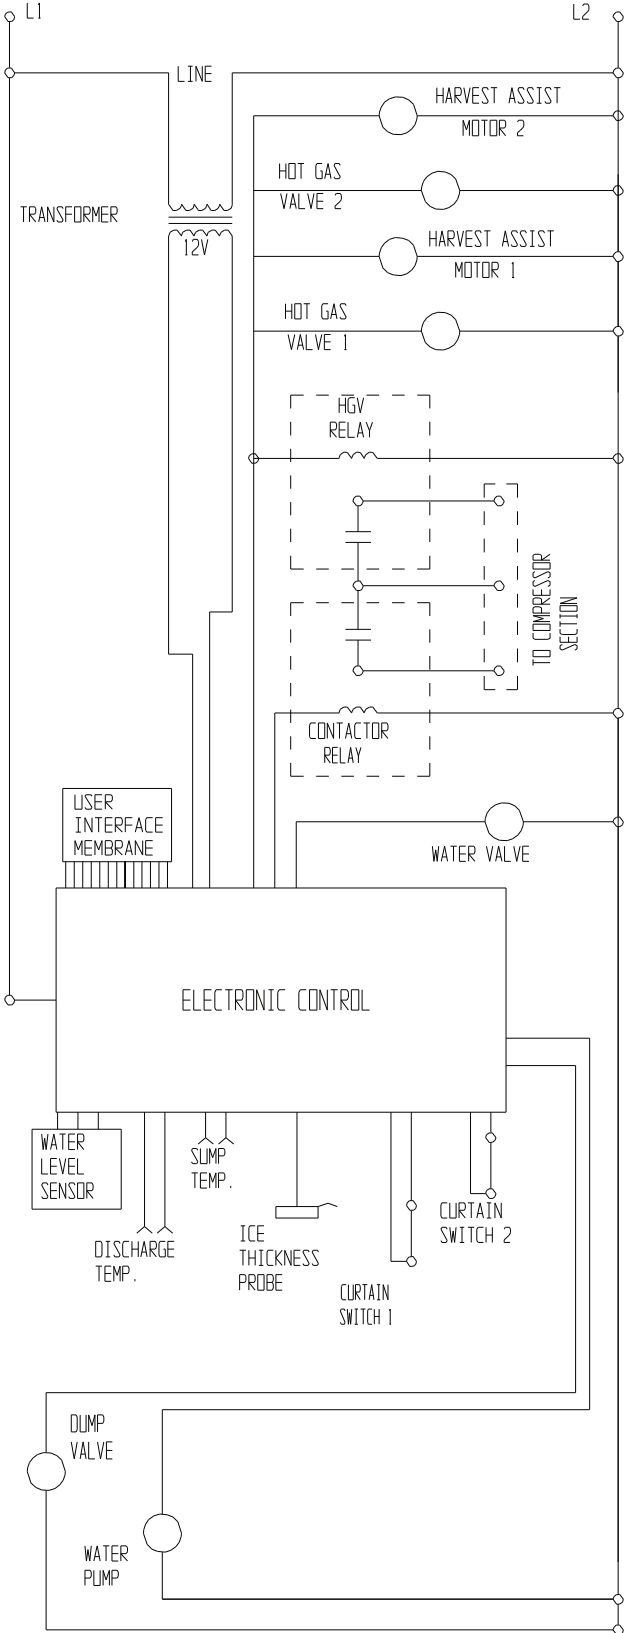 L1
L2
LINE
HARVEST ASSIST
MOTOR 2
HOT GAS
VALVE 2
TRANSFORMER
12V
HARVEST ASSIST
MOTOR 1
HOT GAS
VALVE 1
HGV
RELAY
TO COMPRESSOR
SECTION
CONTACTOR
RELAY
USER
INTERFACE
MEMBRANE
WATER VALVE
ELECTRONIC CONTROL
WATER
LEVEL
SENSOR
SUMP
TEMP.
DISCHARGE
TEMP.
ICE
THICKNESS
PROBE
CURTAIN
SWITCH 1
CURTAIN
SWITCH 2
DUMP
VALVE
WATER
PUMP